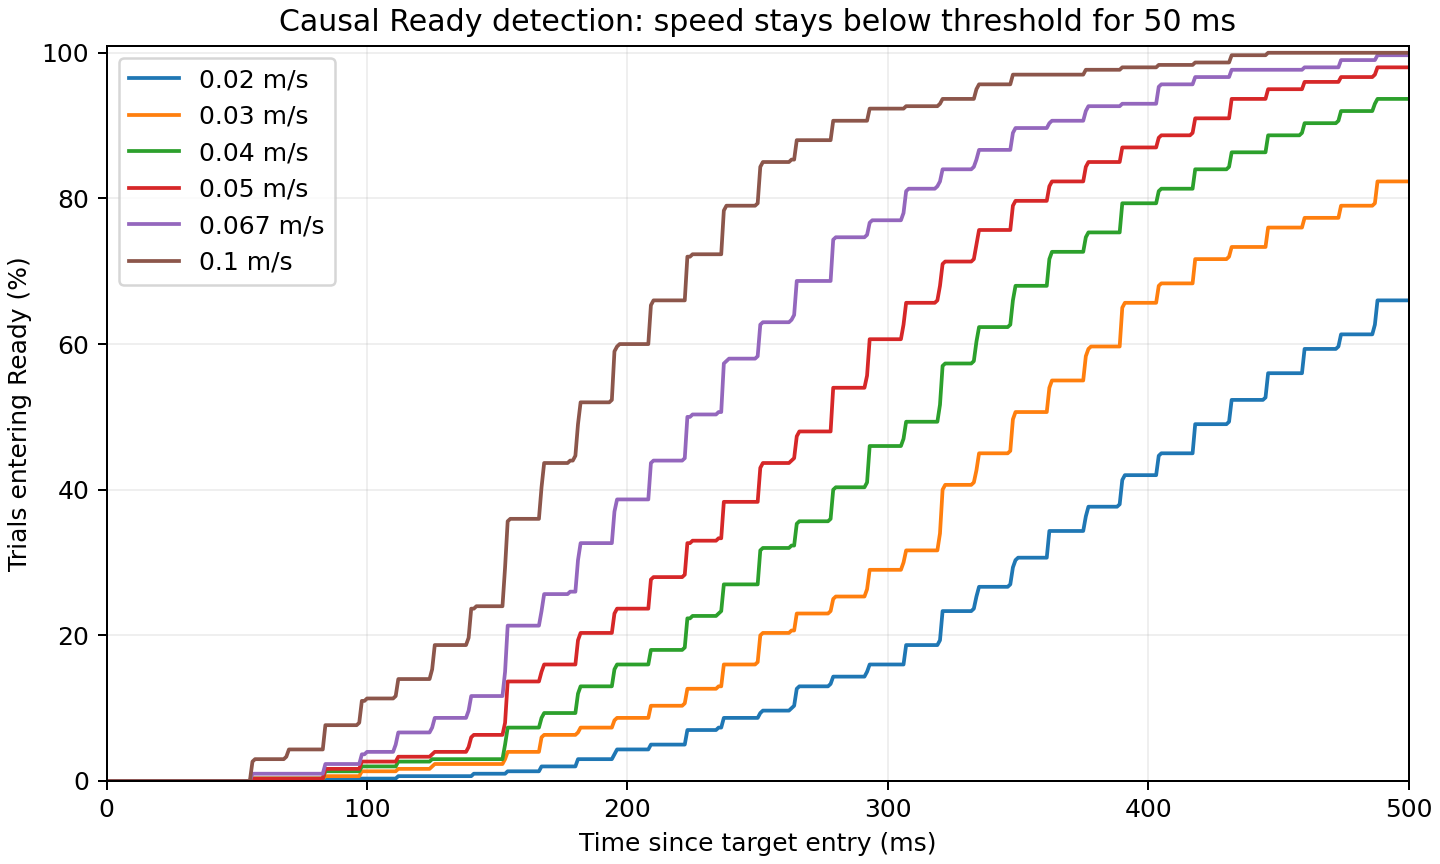 Causal Ready detection: speed stays below threshold for 50 ms
Trials entering Ready (%)
100
80
60
40
20
0
0.02 m/s
0.03 m/s
0.04 m/s
0.05 m/s
0.067 m/s
0.1 m/s
0 100 200 300 400 500
Time since target entry (ms)